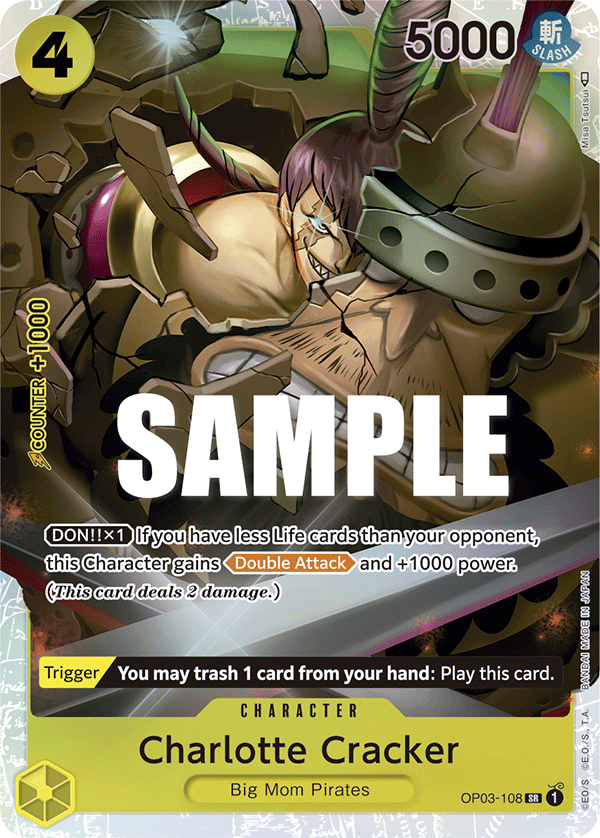 4
5000
斬
SLASH
Misa Tsutsui
COUNTER +1000
SAMPLE
DON!!×1 If you have less Life cards than your opponent,
this Character gains Double Attack and +1000 power.
(This card deals 2 damage.)
Trigger You may trash 1 card from your hand: Play this card.
CHARACTER
Charlotte Cracker
Big Mom Pirates
OP03-108 SR 1
©EO/S ©E.O./S., T.A. BANDAI MADE IN JAPAN